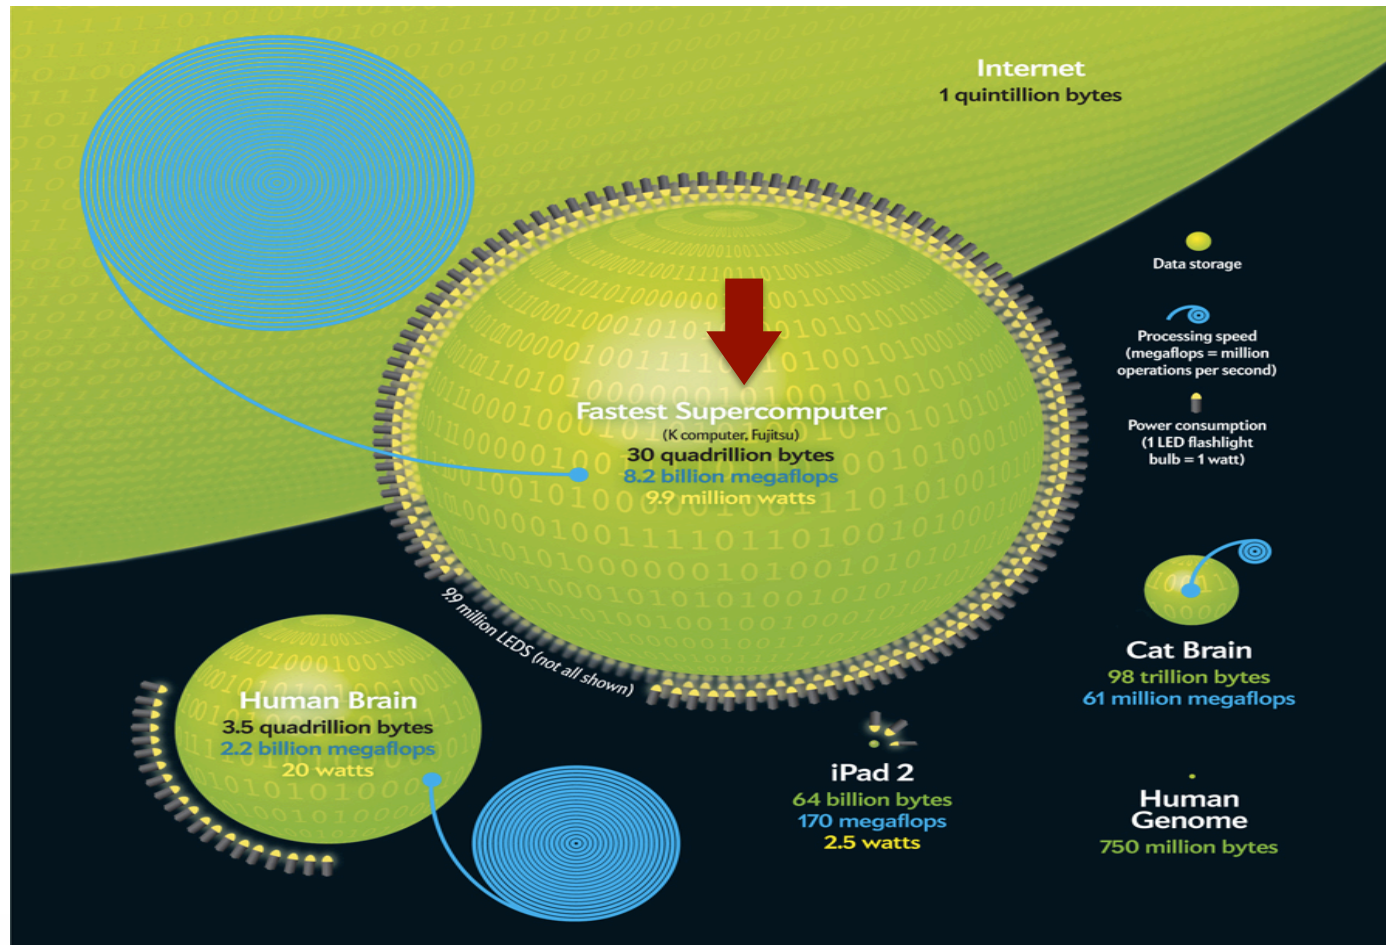 Internet
1 quintillion bytes
Data storage
Processing speed
(megaflops = million
operations per second)
Power consumption
(1 LED flashlight
bulb = 1 watt)
Fastest Supercomputer
(K computer, Fujitsu)
30 quadrillion bytes
8.2 billion megaflops
9.9 million watts
9.9 million LEDS (not all shown)
Cat Brain
98 trillion bytes
61 million megaflops
Human Brain
3.5 quadrillion bytes
2.2 billion megaflops
20 watts
iPad 2
64 billion bytes
170 megaflops
2.5 watts
Human
Genome
750 million bytes